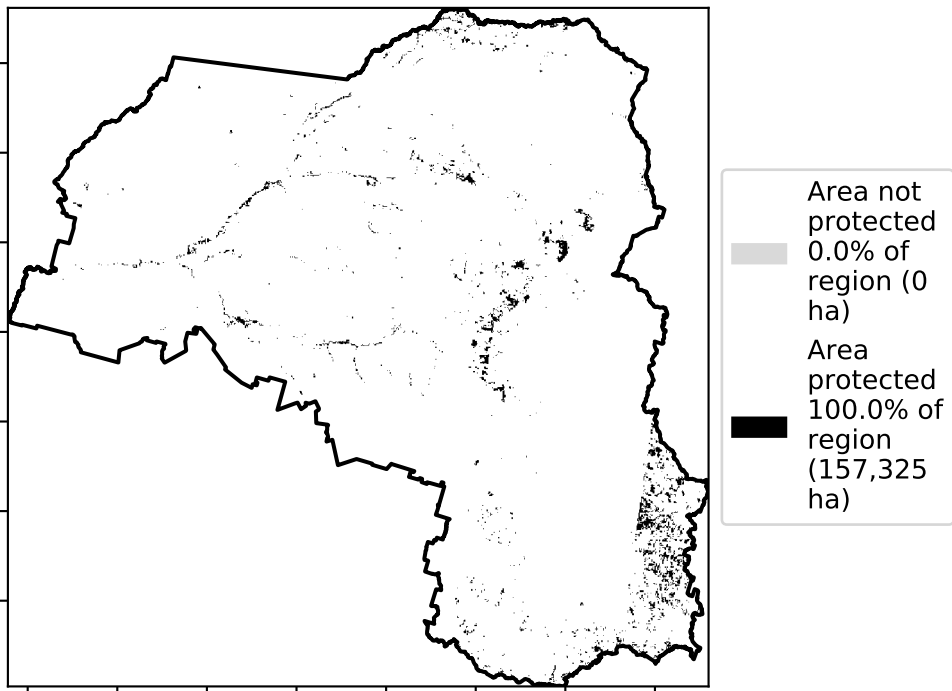 Area not
protected
0.0% of
region (0
ha)
Area
protected
100.0% of
region
(157,325
ha)